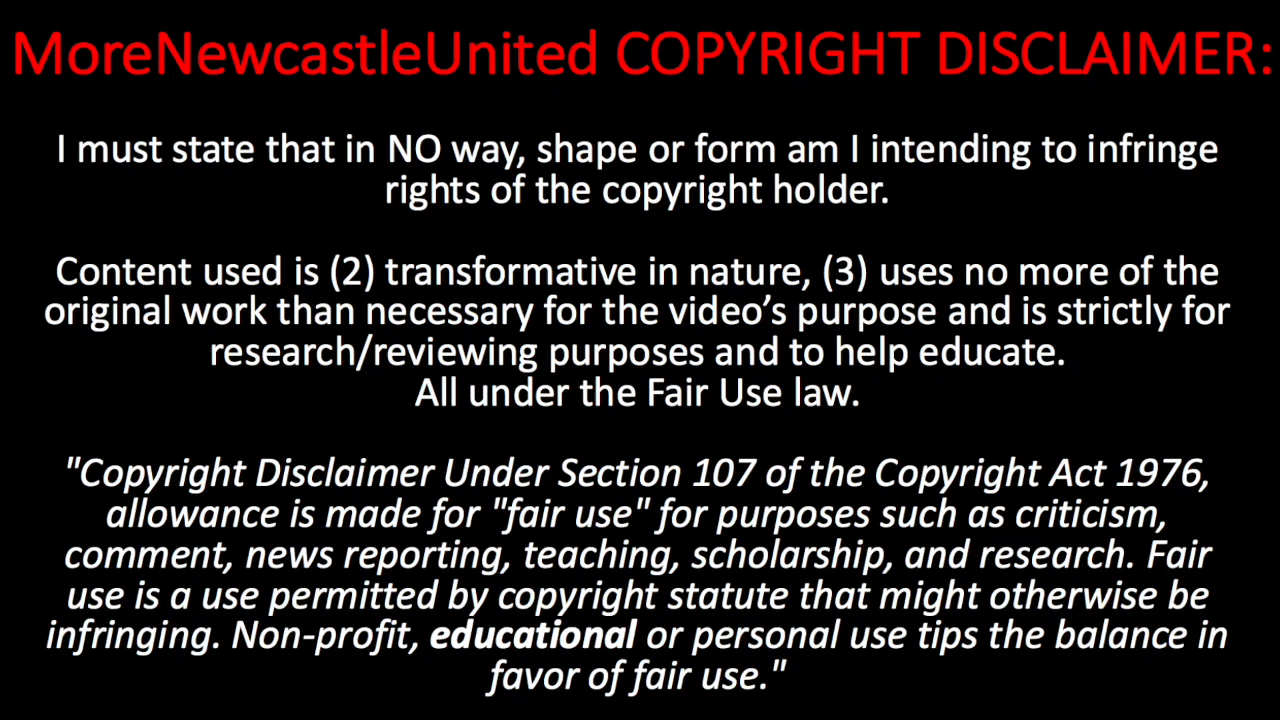 MoreNewcastleUnited COPYRIGHT DISCLAIMER:
I must state that in NO way, shape or form am I intending to infringe
rights of the copyright holder.
Content used is (2) transformative in nature, (3) uses no more of the
original work than necessary for the video’s purpose and is strictly for
research/reviewing purposes and to help educate.
All under the Fair Use law.
"Copyright Disclaimer Under Section 107 of the Copyright Act 1976,
allowance is made for "fair use" for purposes such as criticism,
comment, news reporting, teaching, scholarship, and research. Fair
use is a use permitted by copyright statute that might otherwise be
infringing. Non-profit, educational or personal use tips the balance in
favor of fair use."